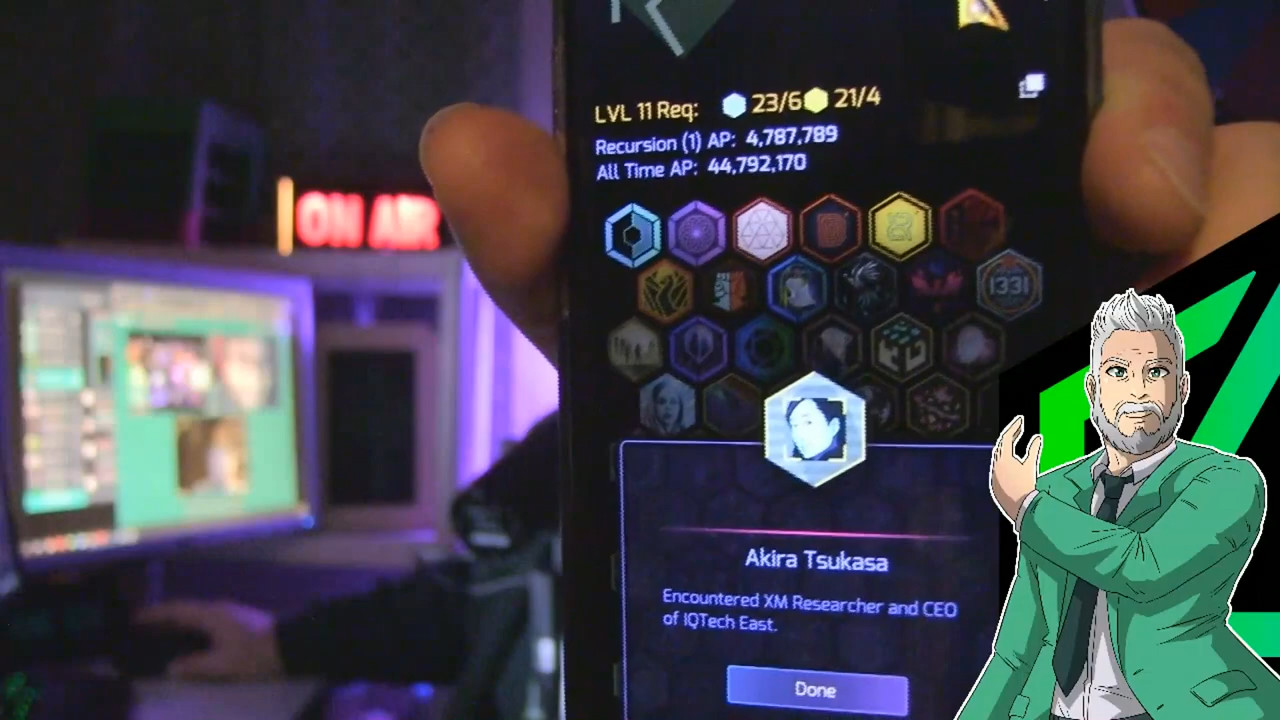 LVL 11 Req: 23/6 21/4
Recursion (1) AP: 4,787,789
All Time AP: 44,792,170
ON AIR
1331
Akira Tsukasa
Encountered XM Researcher and CEO
of IQTech East.
Done